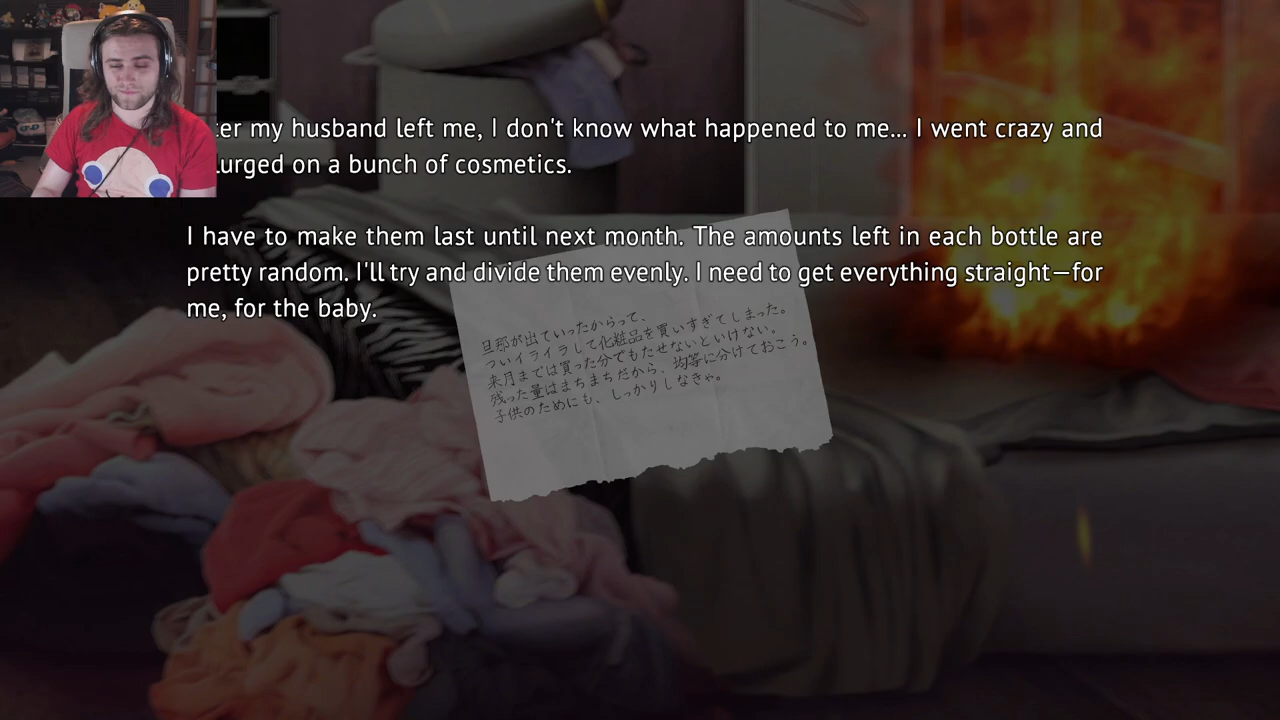 ter my husband left me, I don't know what happened to me... I went crazy and
lurged on a bunch of cosmetics.
I have to make them last until next month. The amounts left in each bottle are
pretty random. I'll try and divide them evenly. I need to get everything straight—for
me, for the baby.
旦那が出ていったからって、
ついイライラして化粧品を買いすぎてしまった。
来月までは買った分でもたせないといけない。
残った量はまちまちだから、均等に分けておこう。
子供のためにも、しっかりしなきゃ。